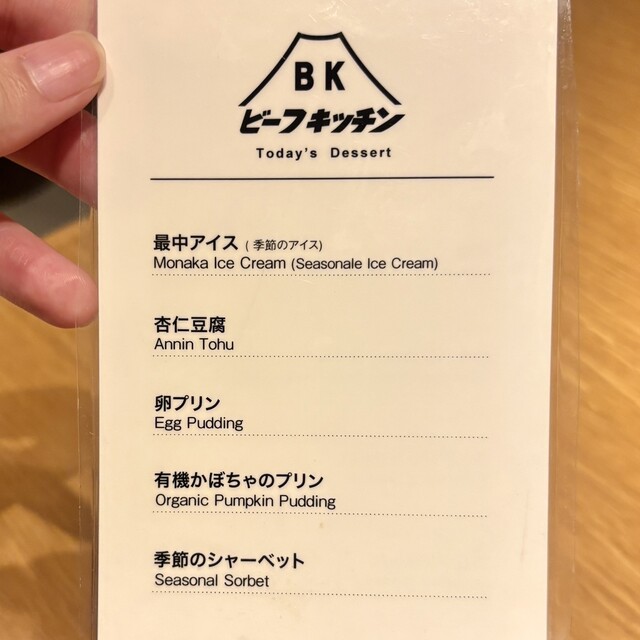 BK
ビーフキッチン
Today's Dessert
最中アイス (季節のアイス)
Monaka Ice Cream (Seasonale Ice Cream)
杏仁豆腐
Annin Tohu
卵プリン
Egg Pudding
有機かぼちゃのプリン
Organic Pumpkin Pudding
季節のシャーベット
Seasonal Sorbet